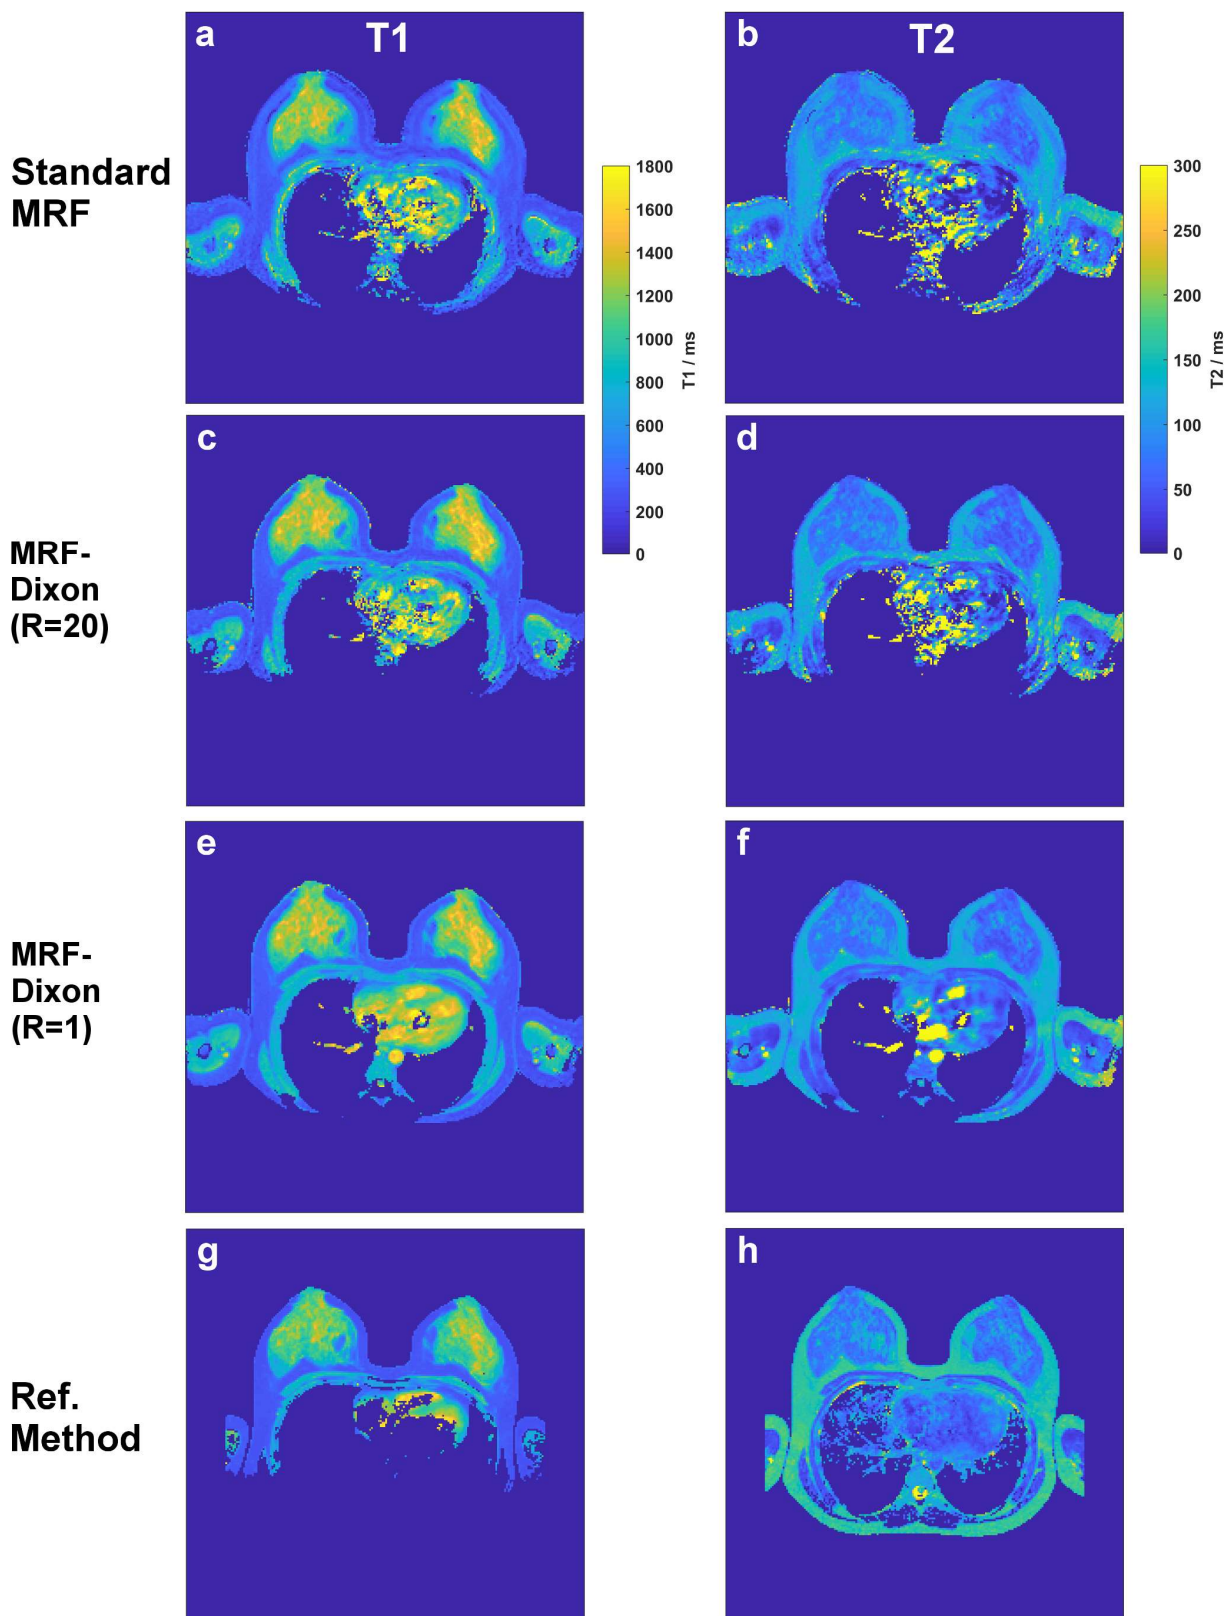 a
T1
b
T2
Standard
MRF
1800
1600
1400
1200
1000
800
600
400
200
0
T1 / ms
300
250
200
150
100
50
0
T2 / ms
c
d
MRF-
Dixon
(R=20)
e
f
MRF-
Dixon
(R=1)
g
h
Ref.
Method